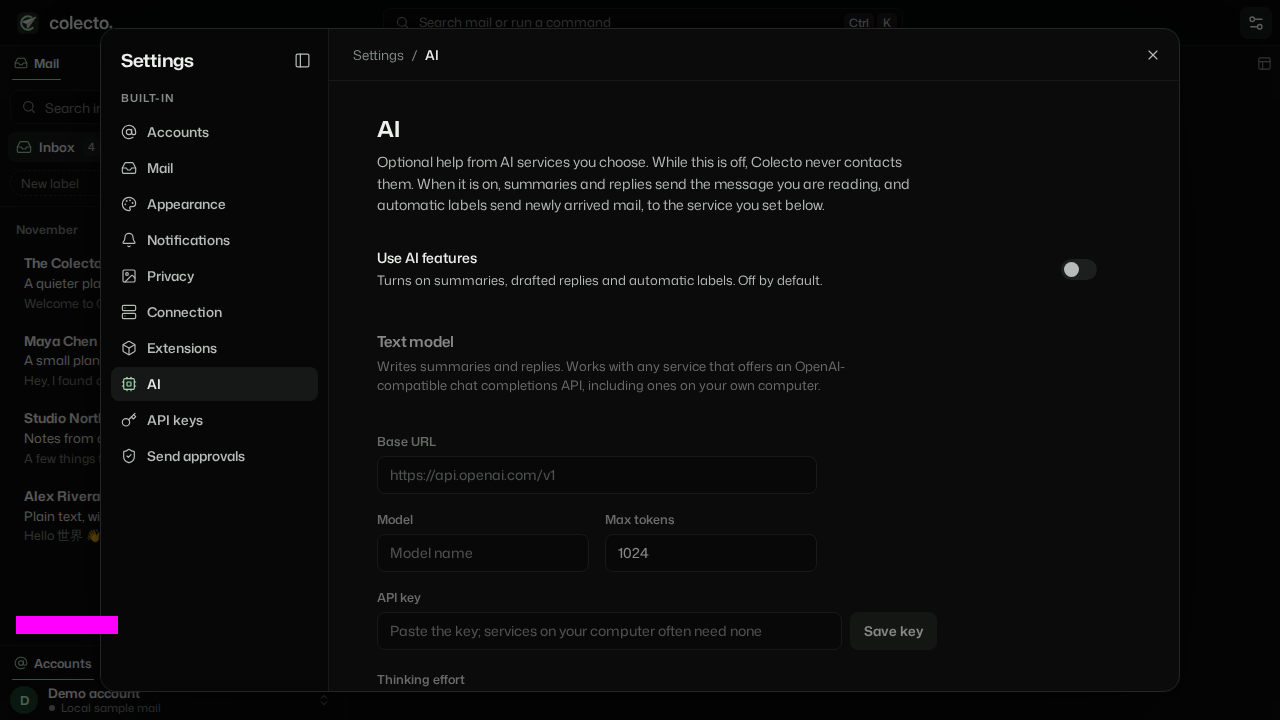 colecto.
Search mail or run a command
Ctrl K
Mail
Search in
Inbox 4
New label
November
The Colecto
A quieter pla
Welcome to C
Maya Chen
A small plan
Hey, I found a
Studio North
Notes from
A few things
Alex Rivera
Plain text, wi
Hello 世界 👋
Accounts
D
Demo account
Local sample mail
Settings
BUILT-IN
Accounts
Mail
Appearance
Notifications
Privacy
Connection
Extensions
AI
API keys
Send approvals
Settings / AI
AI
Optional help from AI services you choose. While this is off, Colecto never contacts
them. When it is on, summaries and replies send the message you are reading, and
automatic labels send newly arrived mail, to the service you set below.
Use AI features
Turns on summaries, drafted replies and automatic labels. Off by default.
Text model
Writes summaries and replies. Works with any service that offers an OpenAI-
compatible chat completions API, including ones on your own computer.
Base URL
https://api.openai.com/v1
Model
Max tokens
Model name
1024
API key
Paste the key; services on your computer often need none
Save key
Thinking effort